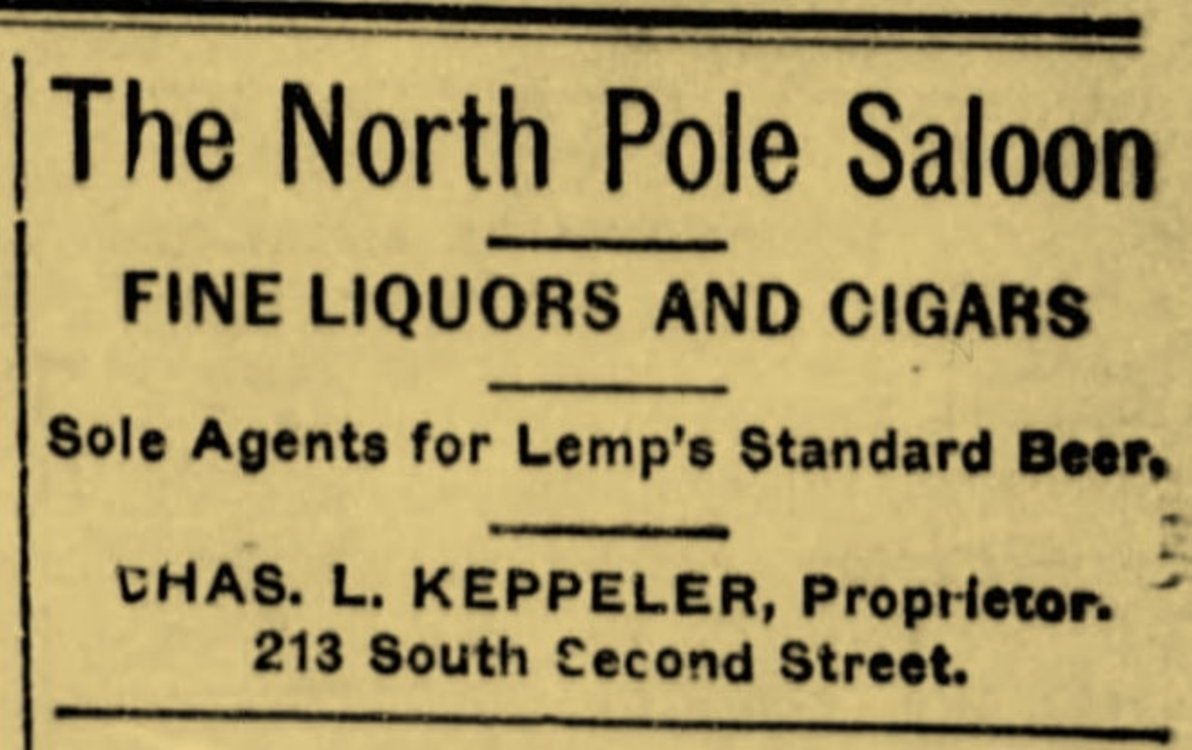 The North Pole Saloon
FINE LIQUORS AND CIGARS
Sole Agents for Lemp's Standard Beer.
CHAS. L. KEPPELER, Proprietor.
213 South Second Street.